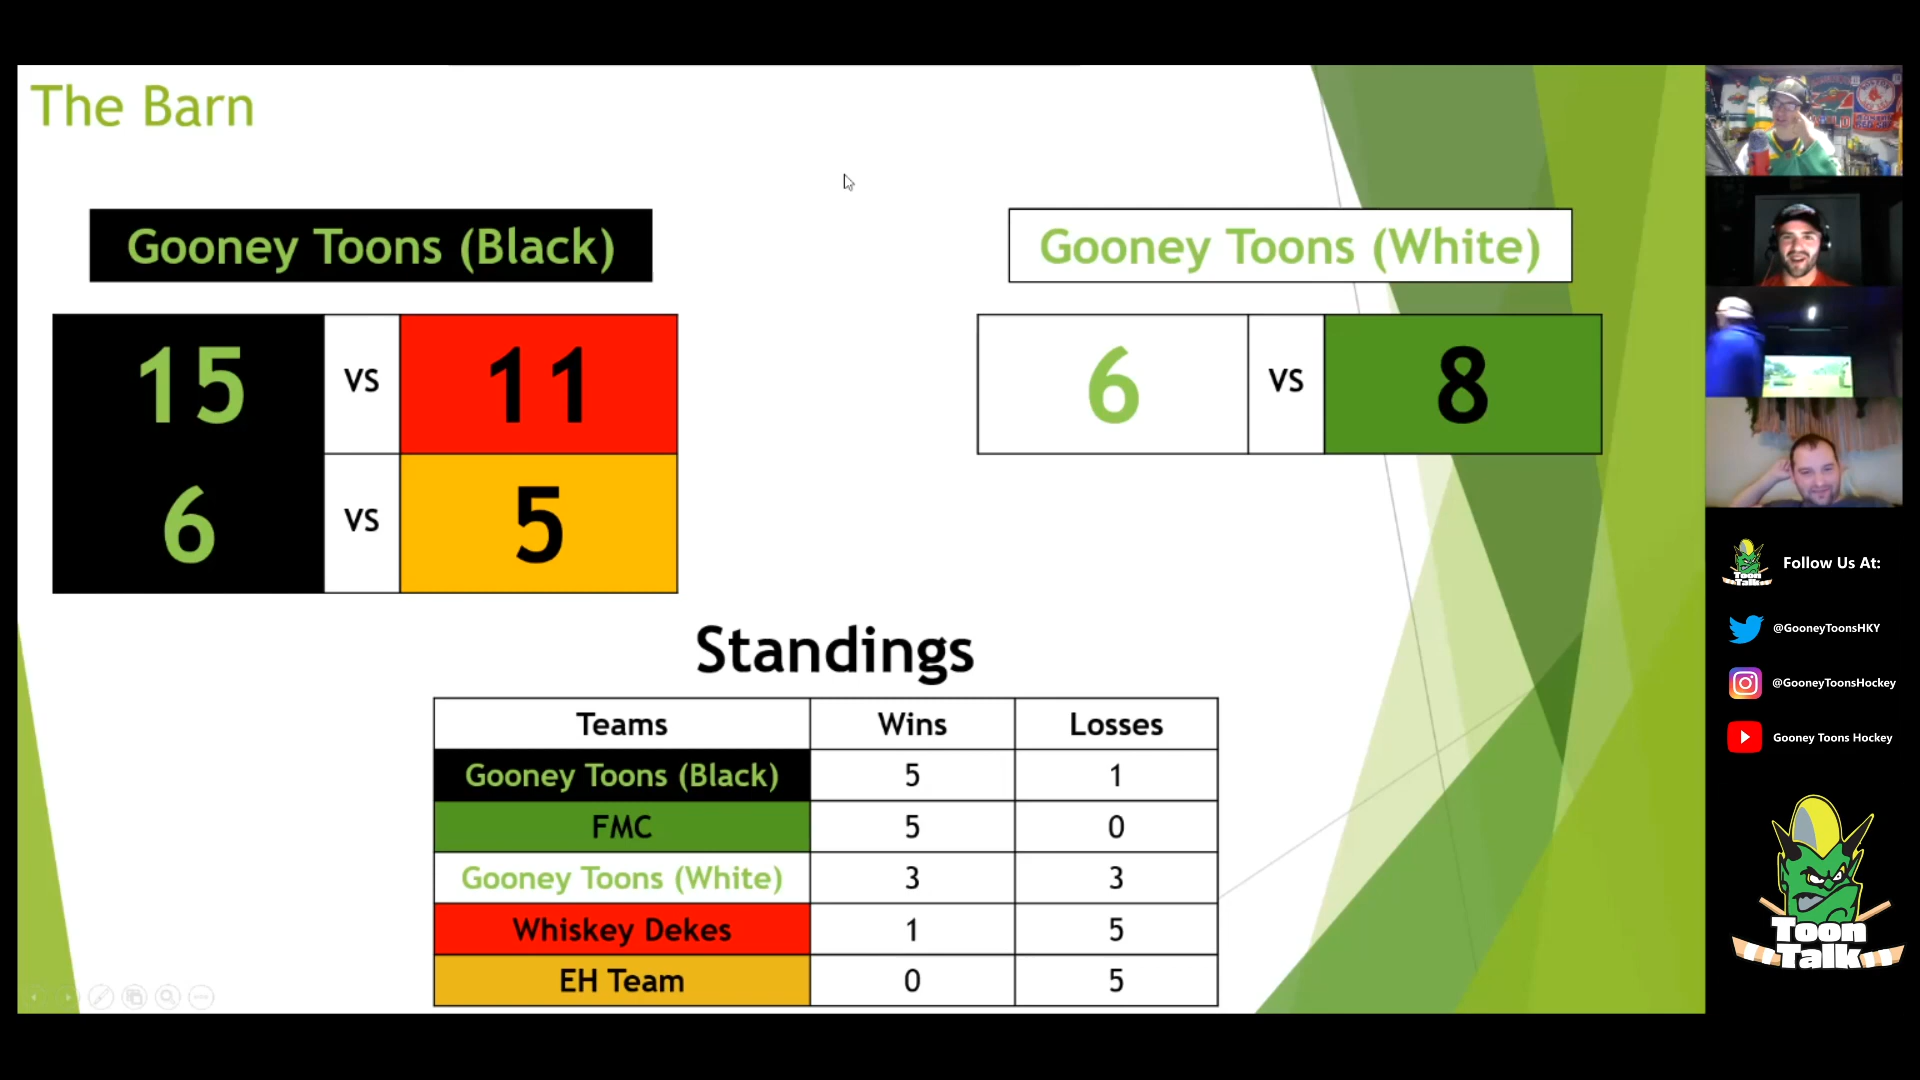 The Barn
Gooney Toons (Black)
Gooney Toons (White)
15 VS 11
6 VS 8
6 VS 5
Standings
Teams Wins Losses
Gooney Toons (Black) 5 1
FMC 5 0
Gooney Toons (White) 3 3
Whiskey Dekes 1 5
EH Team 0 5
Toon
Talk
Follow Us At:
@GooneyToonsHKY
@GooneyToonsHockey
Gooney Toons Hockey
Toon
Talk